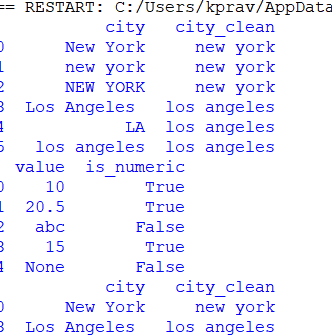 == RESTART: C:/Users/kprav/AppData
city city_clean
0 New York new york
1 new york new york
2 NEW YORK new york
3 Los Angeles los angeles
4 LA los angeles
5 los angeles los angeles
value is_numeric
0 10 True
1 20.5 True
2 abc False
3 15 True
4 None False
city city_clean
0 New York new york
3 Los Angeles los angeles